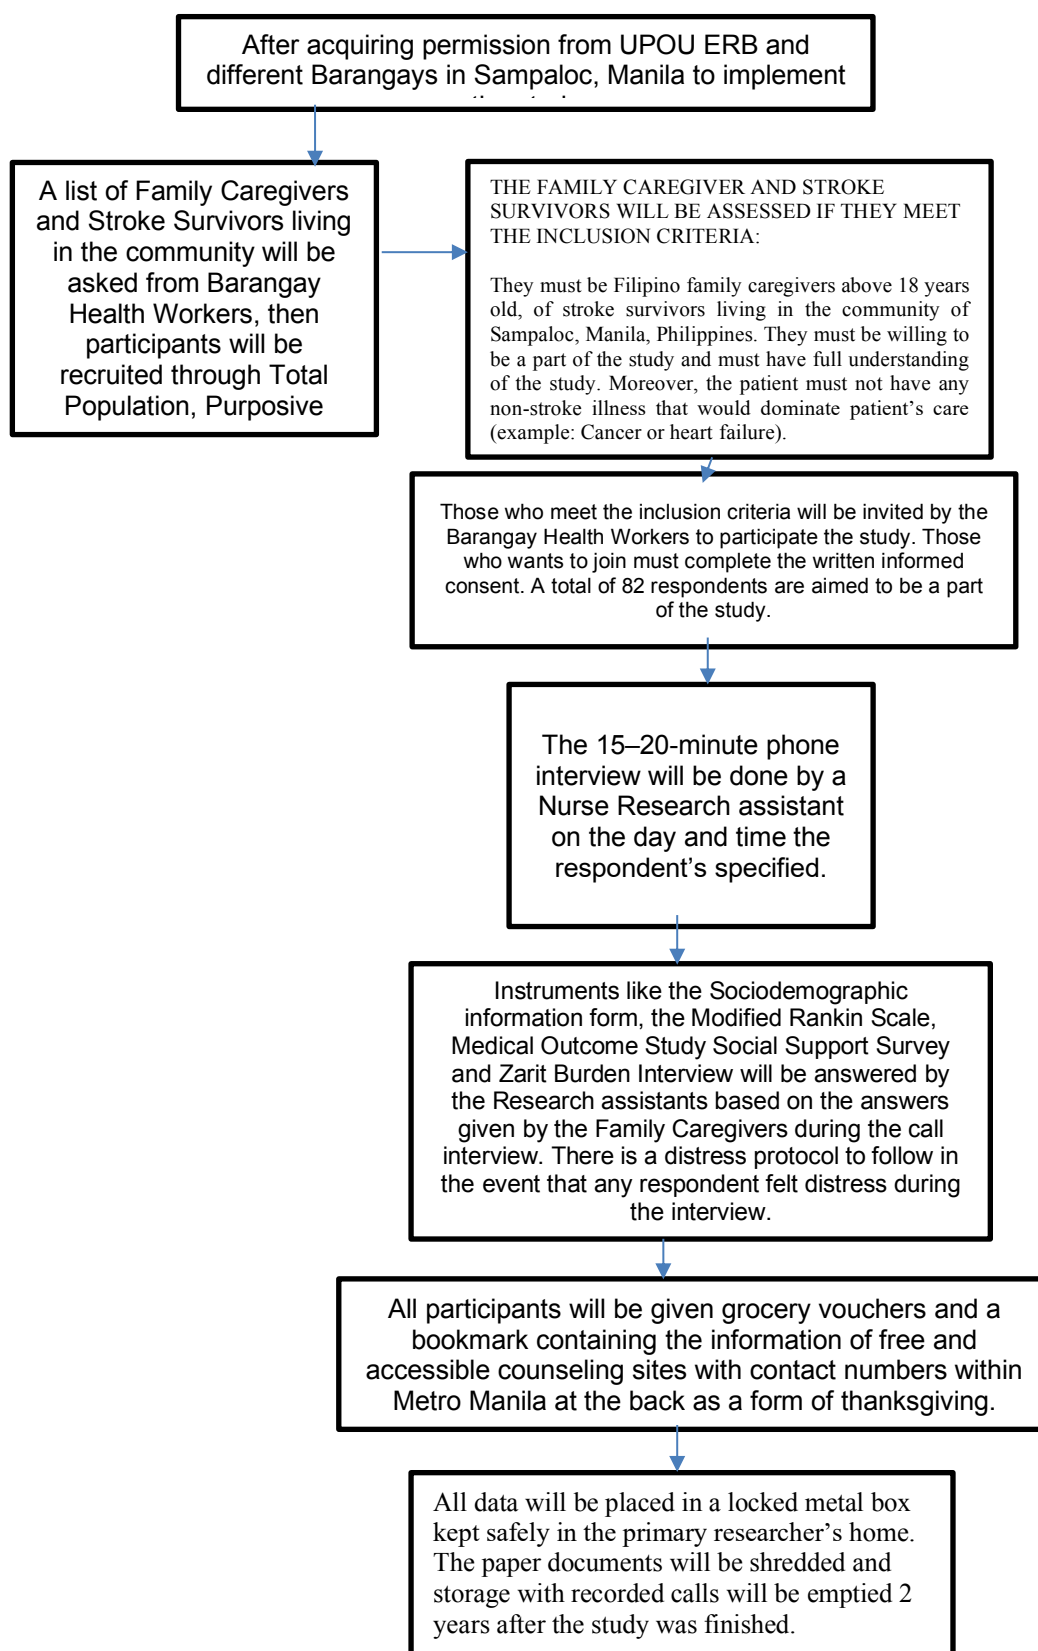 After acquiring permission from UPOU ERB and
different Barangays in Sampaloc, Manila to implement
A list of Family Caregivers
and Stroke Survivors living
in the community will be
asked from Barangay
Health Workers, then
participants will be
recruited through Total
Population, Purposive
THE FAMILY CAREGIVER AND STROKE
SURVIVORS WILL BE ASSESSED IF THEY MEET
THE INCLUSION CRITERIA:
They must be Filipino family caregivers above 18 years
old, of stroke survivors living in the community of
Sampaloc, Manila, Philippines. They must be willing to
be a part of the study and must have full understanding
of the study. Moreover, the patient must not have any
non-stroke illness that would dominate patient’s care
(example: Cancer or heart failure).
Those who meet the inclusion criteria will be invited by the
Barangay Health Workers to participate the study. Those
who wants to join must complete the written informed
consent. A total of 82 respondents are aimed to be a part
of the study.
The 15–20-minute phone
interview will be done by a
Nurse Research assistant
on the day and time the
respondent’s specified.
Instruments like the Sociodemographic
information form, the Modified Rankin Scale,
Medical Outcome Study Social Support Survey
and Zarit Burden Interview will be answered by
the Research assistants based on the answers
given by the Family Caregivers during the call
interview. There is a distress protocol to follow in
the event that any respondent felt distress during
the interview.
All participants will be given grocery vouchers and a
bookmark containing the information of free and
accessible counseling sites with contact numbers within
Metro Manila at the back as a form of thanksgiving.
All data will be placed in a locked metal box
kept safely in the primary researcher’s home.
The paper documents will be shredded and
storage with recorded calls will be emptied 2
years after the study was finished.